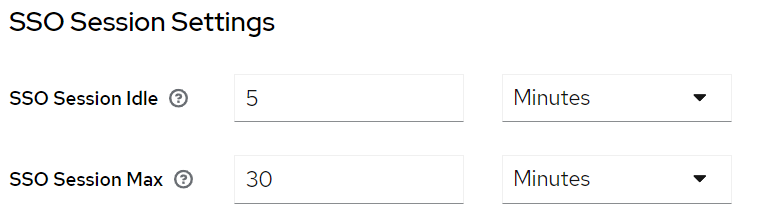 SSO Session Settings
SSO Session Idle ? 5 Minutes
SSO Session Max ? 30 Minutes